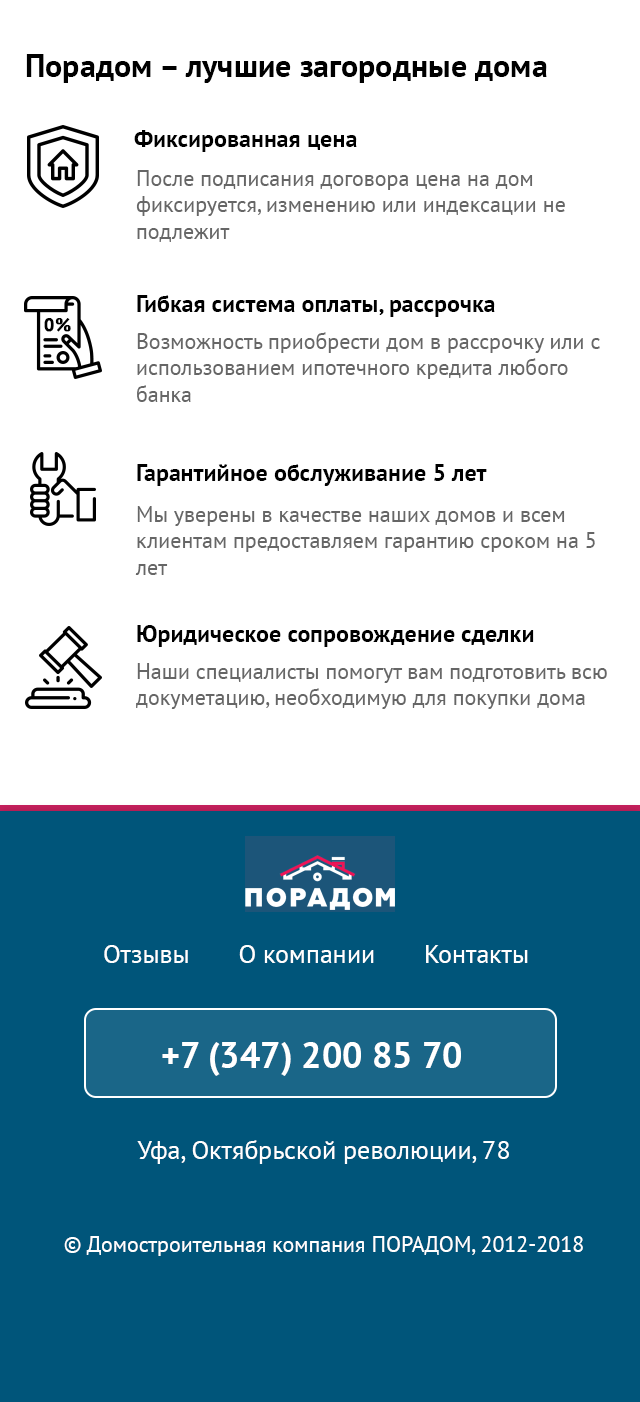 Порадом – лучшие загородные дома
Фиксированная цена
После подписания договора цена на дом
фиксируется, изменению или индексации не
подлежит
0%
Гибкая система оплаты, рассрочка
Возможность приобрести дом в рассрочку или с
использованием ипотечного кредита любого
банка
Гарантийное обслуживание 5 лет
Мы уверены в качестве наших домов и всем
клиентам предоставляем гарантию сроком на 5
лет
Юридическое сопровождение сделки
Наши специалисты помогут вам подготовить всю
докуметацию, необходимую для покупки дома
ПОРАДОМ
Отзывы О компании Контакты
+7 (347) 200 85 70
Уфа, Октябрьской революции, 78
© Домостроительная компания ПОРАДОМ, 2012-2018